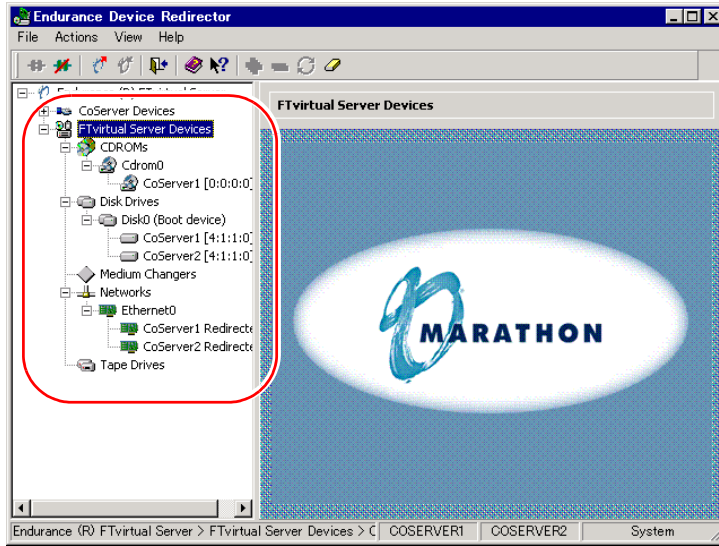 Endurance Device Redirector
File Actions View Help
FTvirtual Server Devices
CoServer Devices
FTvirtual Server Devices
CDROMs
Cdrom0
CoServer1 [0:0:0:0]
Disk Drives
Disk0 (Boot device)
CoServer1 [4:1:1:0]
CoServer2 [4:1:1:0]
Medium Changers
Networks
Ethernet0
CoServer1 Redirecte
CoServer2 Redirecte
Tape Drives
MARATHON
Endurance (R) FTvirtual Server > FTvirtual Server Devices > C COSERVER1 COSERVER2 System